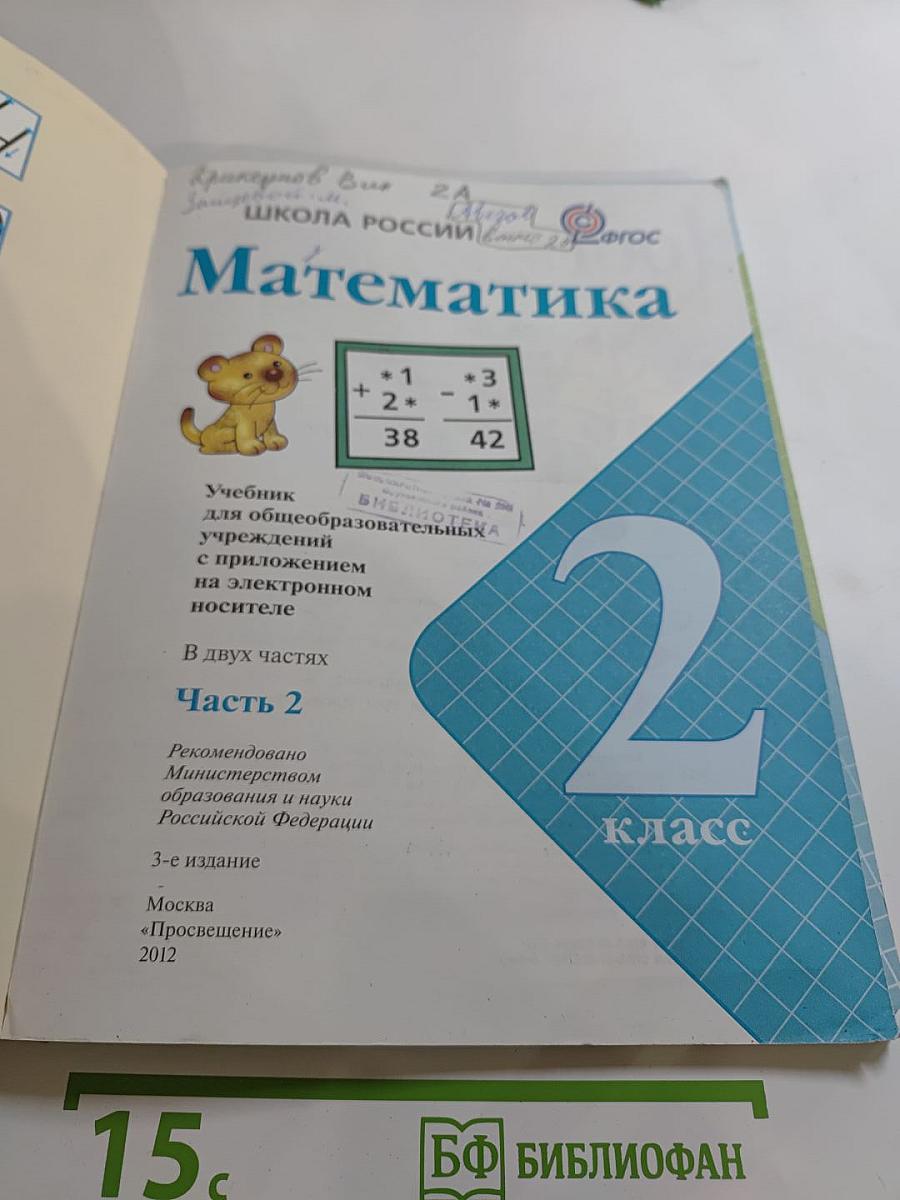 2А
ШКОЛА РОССИИ
ФГОС
Математика
*1
+ 2*
38
*3
- 1*
42
Учебник
для общеобразовательных
учреждений
с приложением
на электронном
носителе
БИБЛИОТЕКА
В двух частях
Часть 2
Рекомендовано
Министерством
образования и науки
Российской Федерации
3-е издание
Москва
«Просвещение»
2012
2
класс
15 с
БФ БИБЛИОФАН